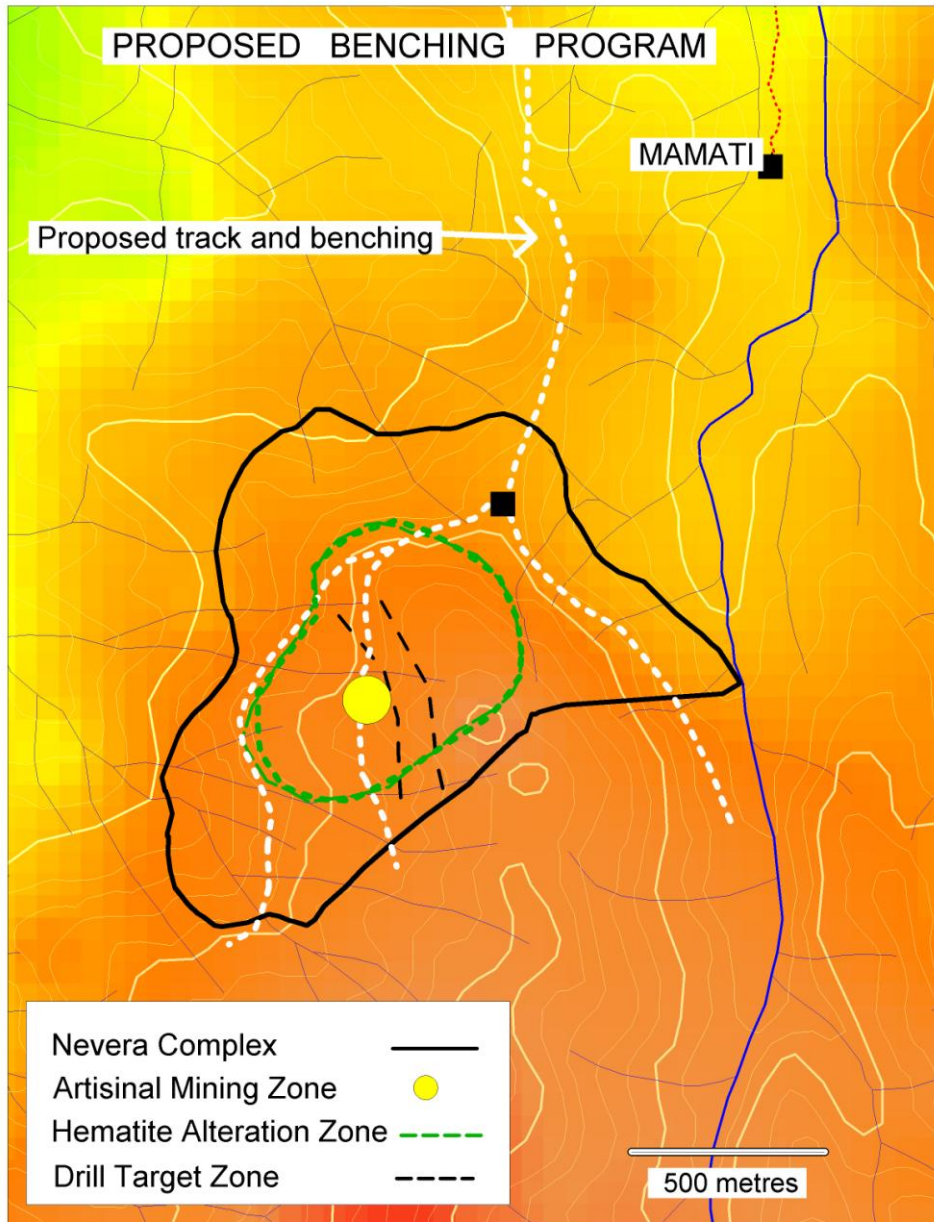 PROPOSED BENCHING PROGRAM
MAMATI
Proposed track and benching
Nevera Complex
Artisinal Mining Zone
Hematite Alteration Zone
Drill Target Zone
500 metres